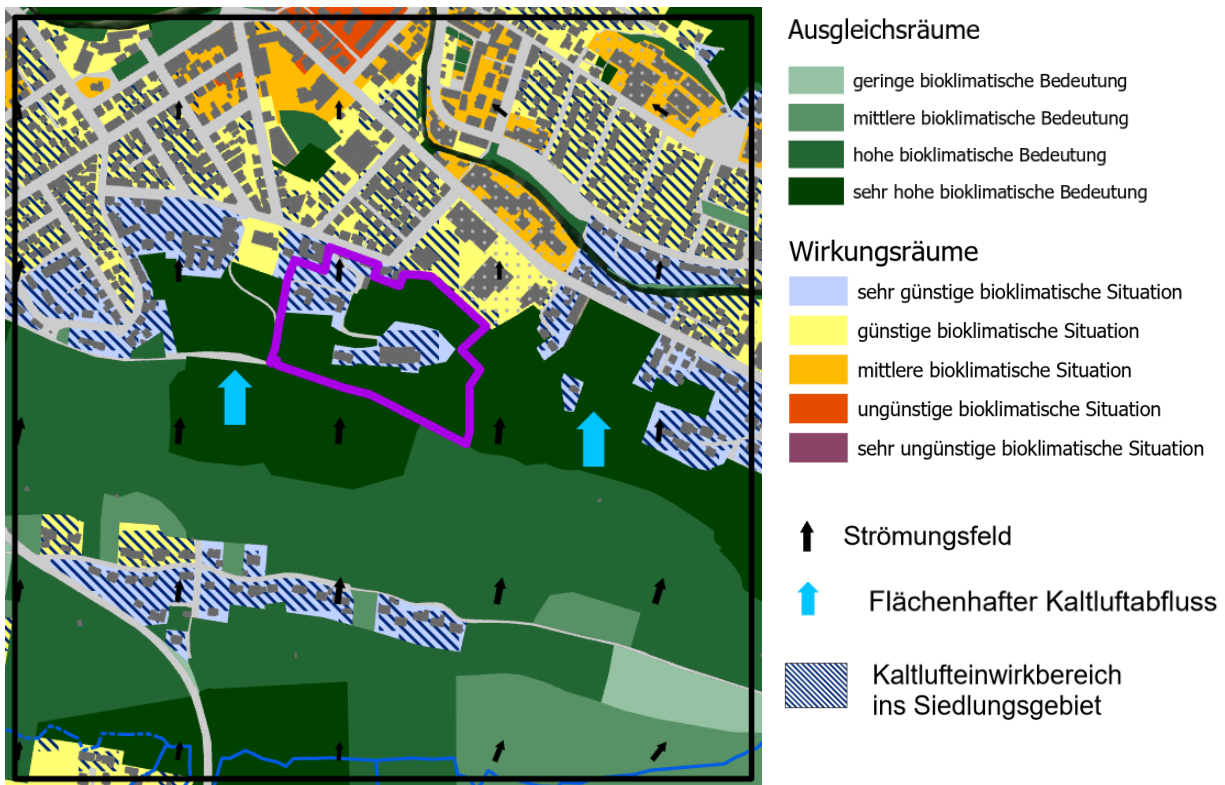 Ausgleichsräume
geringe bioklimatische Bedeutung
mittlere bioklimatische Bedeutung
hohe bioklimatische Bedeutung
sehr hohe bioklimatische Bedeutung
Wirkungsräume
sehr günstige bioklimatische Situation
günstige bioklimatische Situation
mittlere bioklimatische Situation
ungünstige bioklimatische Situation
sehr ungünstige bioklimatische Situation
Strömungsfeld
Flächenhafter Kaltluftabfluss
Kaltlufteinwirkbereich
ins Siedlungsgebiet